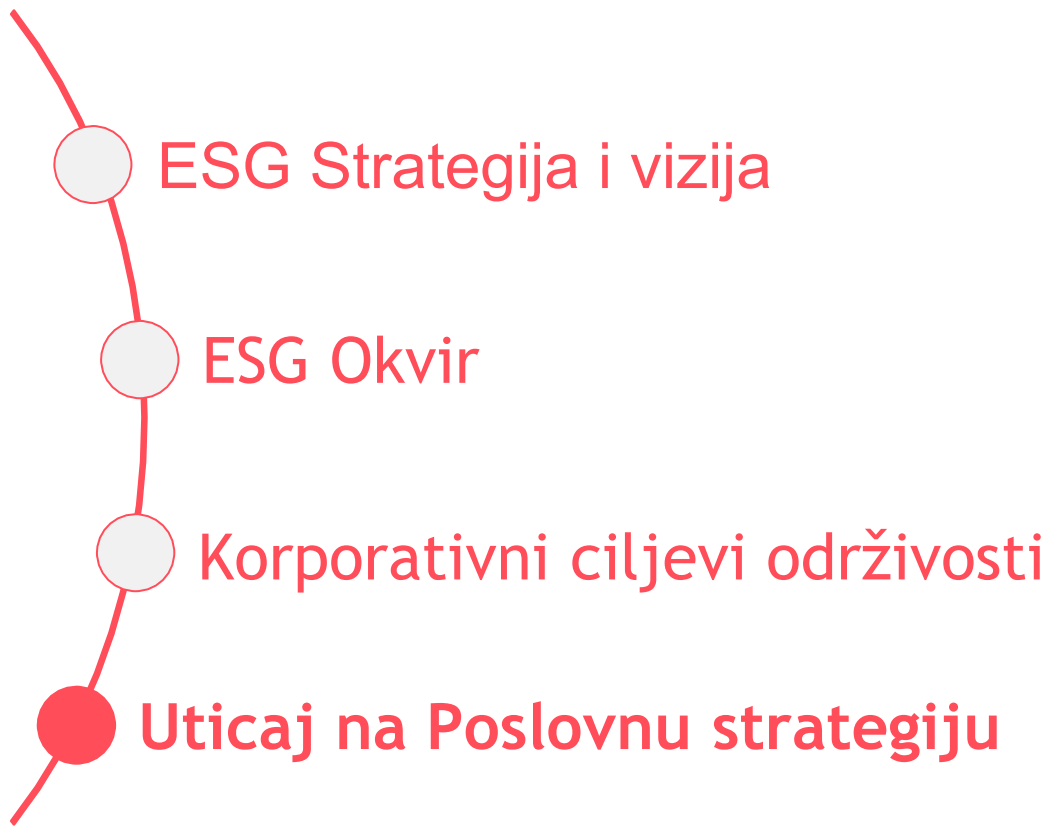 ESG Strategija i vizija
ESG Okvir
Korporativni ciljevi održivosti
Uticaj na Poslovnu strategiju